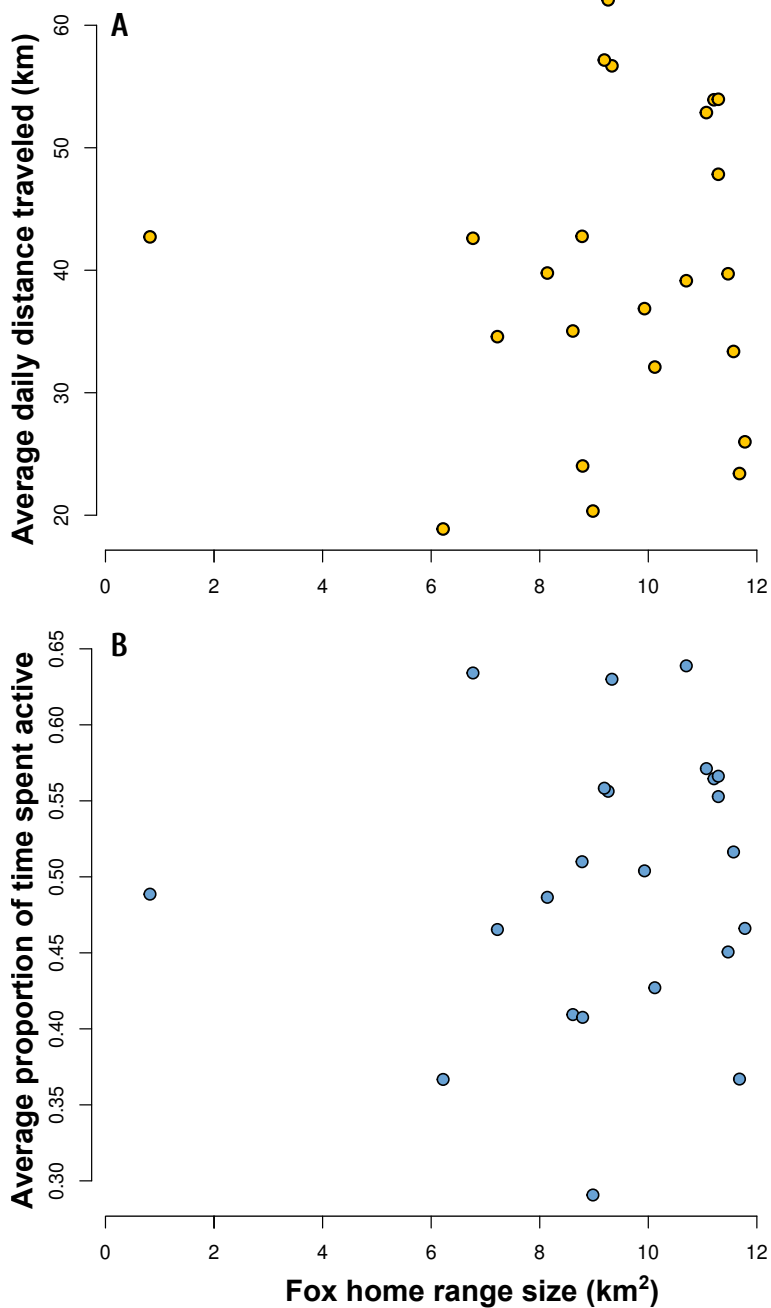 A
Average daily distance traveled (km)
60
50
40
30
20
0 2 4 6 8 10 12
B
Average proportion of time spent active
0.65
0.60
0.55
0.50
0.45
0.40
0.35
0.30
0 2 4 6 8 10 12
Fox home range size (km²)